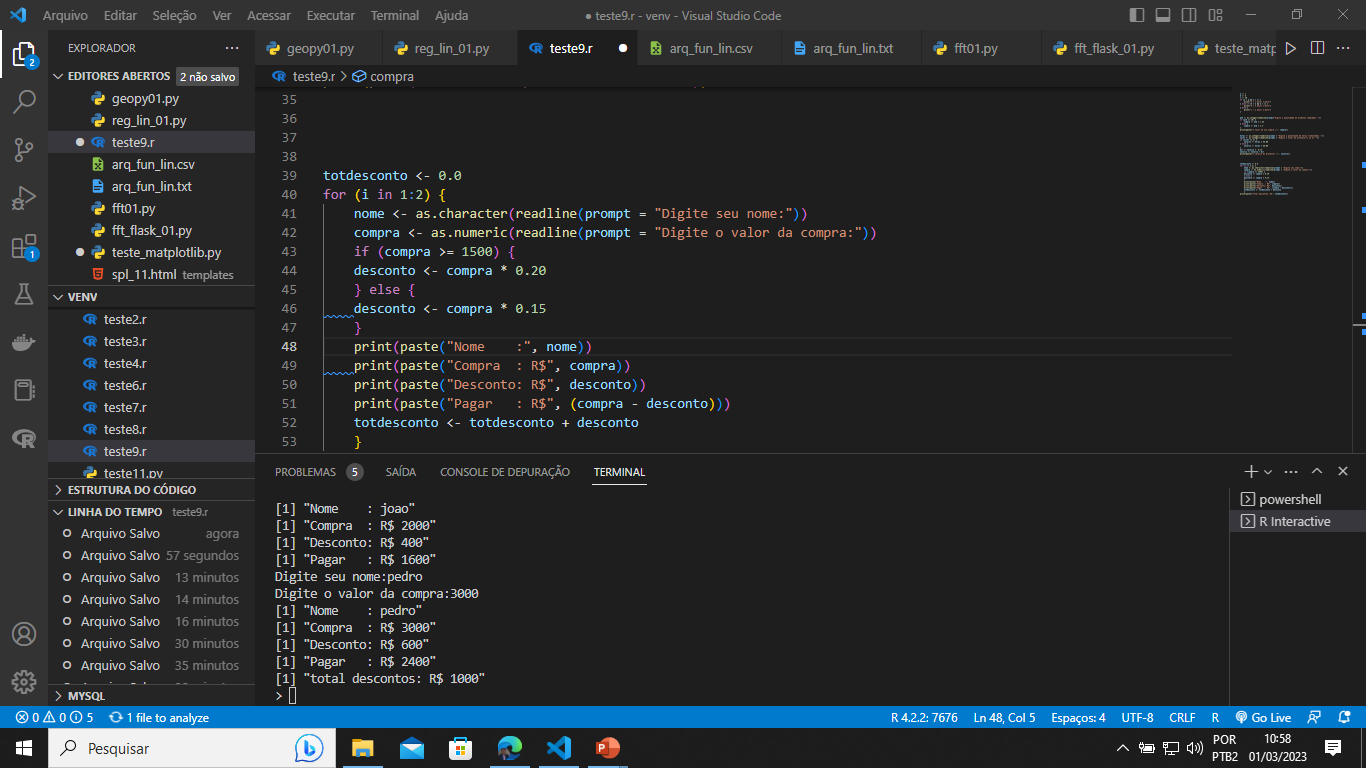 Arquivo Editar Seleção Ver Acessar Executar Terminal Ajuda
● teste9.r - venv - Visual Studio Code
EXPLORADOR
EDITORES ABERTOS 2 não salvo
geopy01.py
reg_lin_01.py
teste9.r
arq_fun_lin.csv
arq_fun_lin.txt
fft01.py
fft_flask_01.py
teste_matplotlib.py
spl_11.html templates
VENV
teste2.r
teste3.r
teste4.r
teste6.r
teste7.r
teste8.r
teste9.r
teste11.py
ESTRUTURA DO CÓDIGO
LINHA DO TEMPO teste9.r
Arquivo Salvo agora
Arquivo Salvo 57 segundos
Arquivo Salvo 13 minutos
Arquivo Salvo 14 minutos
Arquivo Salvo 16 minutos
Arquivo Salvo 30 minutos
Arquivo Salvo 35 minutos
MYSQL
2
1
geopy01.py reg_lin_01.py teste9.r arq_fun_lin.csv arq_fun_lin.txt fft01.py fft_flask_01.py teste_matp
teste9.r > compra
35
36
37
38
39 totdesconto <- 0.0
40 for (i in 1:2) {
41     nome <- as.character(readline(prompt = "Digite seu nome:"))
42     compra <- as.numeric(readline(prompt = "Digite o valor da compra:"))
43     if (compra >= 1500) {
44     desconto <- compra * 0.20
45     } else {
46     desconto <- compra * 0.15
47     }
48     print(paste("Nome    :", nome))
49     print(paste("Compra  : R$", compra))
50     print(paste("Desconto: R$", desconto))
51     print(paste("Pagar   : R$", (compra - desconto)))
52     totdesconto <- totdesconto + desconto
53     }
PROBLEMAS 5 SAÍDA CONSOLE DE DEPURAÇÃO TERMINAL
[1] "Nome    : joao"
[1] "Compra  : R$ 2000"
[1] "Desconto: R$ 400"
[1] "Pagar   : R$ 1600"
Digite seu nome:pedro
Digite o valor da compra:3000
[1] "Nome    : pedro"
[1] "Compra  : R$ 3000"
[1] "Desconto: R$ 600"
[1] "Pagar   : R$ 2400"
[1] "total descontos: R$ 1000"
>
powershell
R Interactive
0 0 5 1 file to analyze
R 4.2.2: 7676 Ln 48, Col 5 Espaços: 4 UTF-8 CRLF R Go Live
Pesquisar
POR
PTB2
10:58
01/03/2023